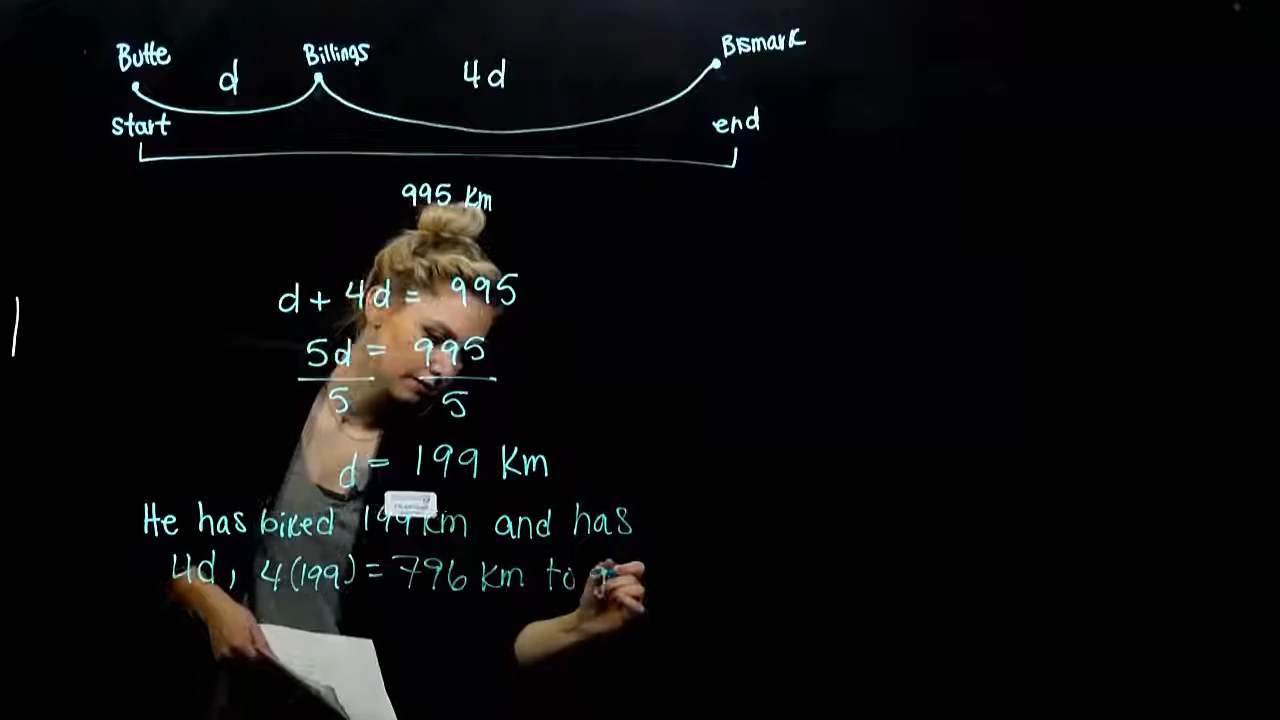 Butte
d
Billings
4d
Bismark
start
end
995 Km
d + 4d = 995
5d = 995
5 5
d = 199 Km
He has biked 199 km and has
4d, 4(199) = 796 km to